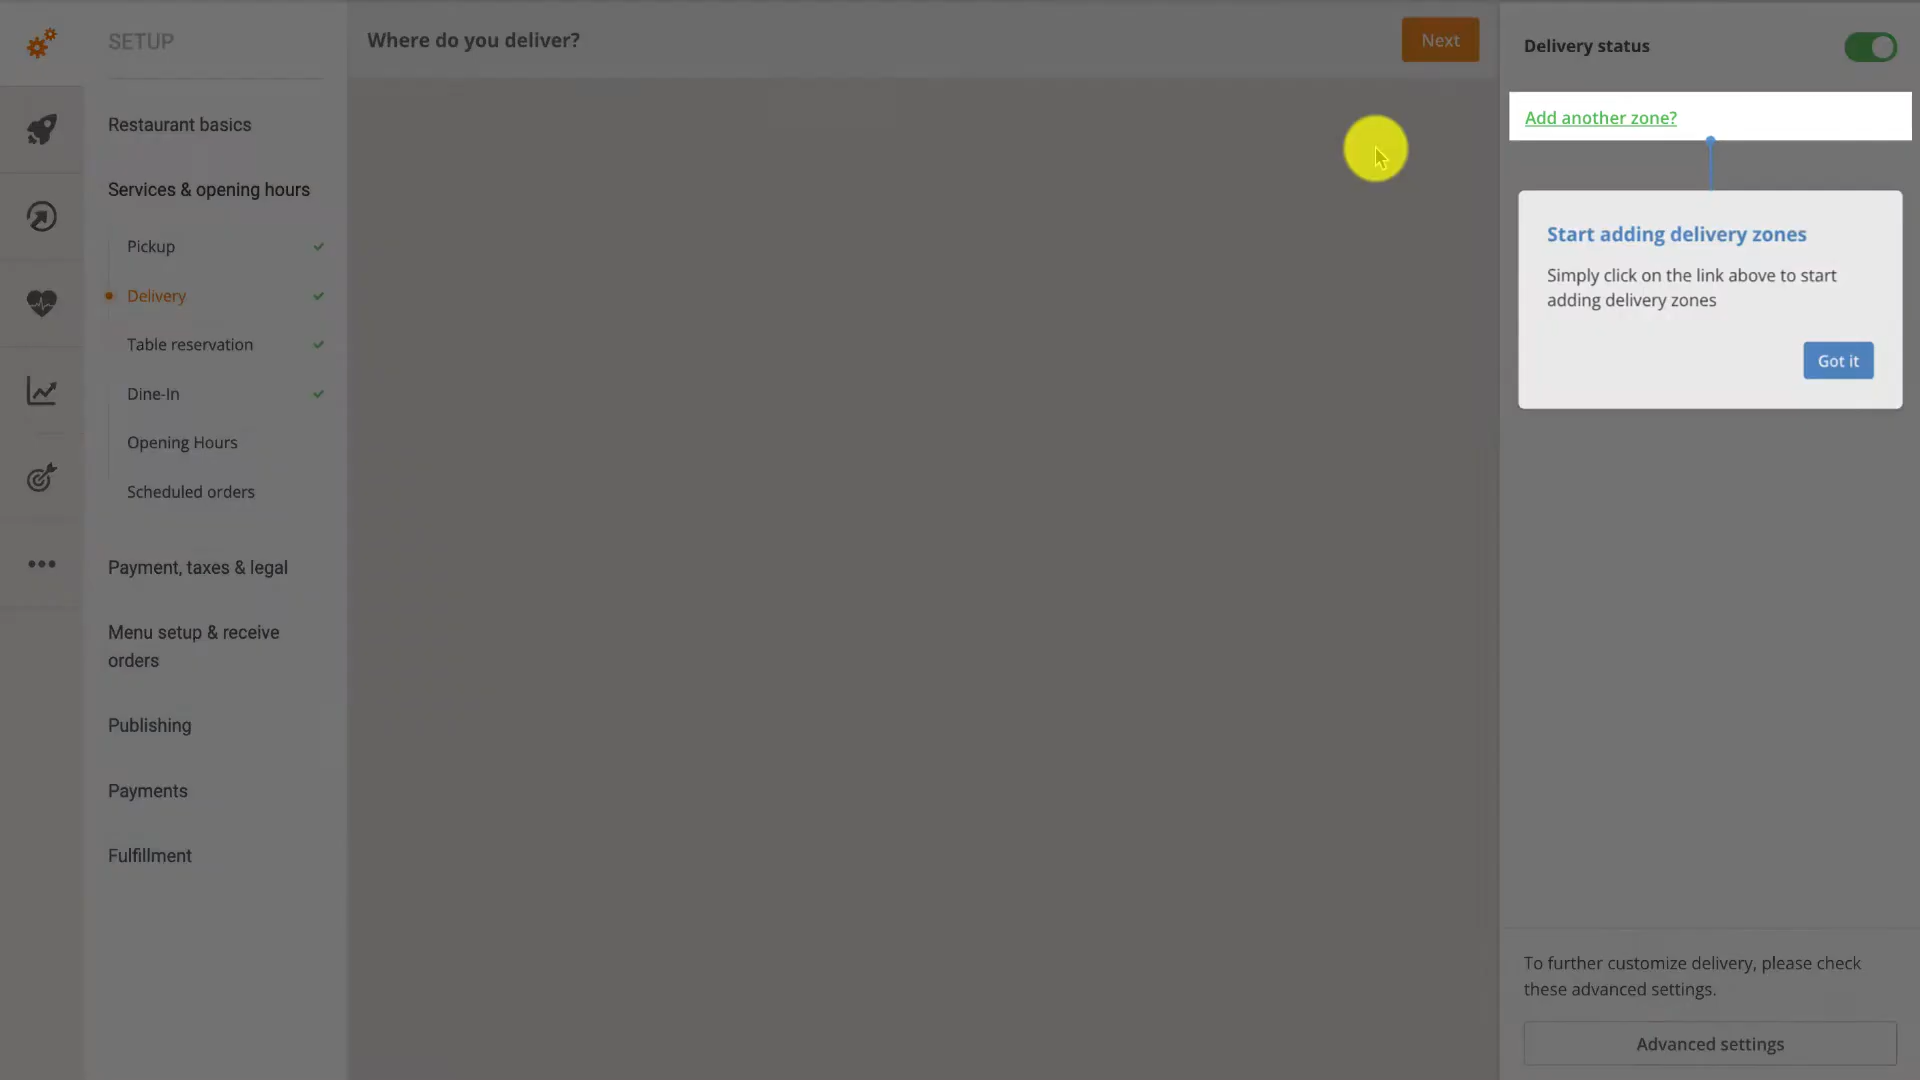 SETUP
Restaurant basics
Services & opening hours
Pickup
Delivery
Table reservation
Dine-In
Opening Hours
Scheduled orders
Payment, taxes & legal
Menu setup & receive
orders
Publishing
Payments
Fulfillment
Where do you deliver?
Next
Delivery status
Add another zone?
Start adding delivery zones
Simply click on the link above to start
adding delivery zones
Got it
To further customize delivery, please check
these advanced settings.
Advanced settings